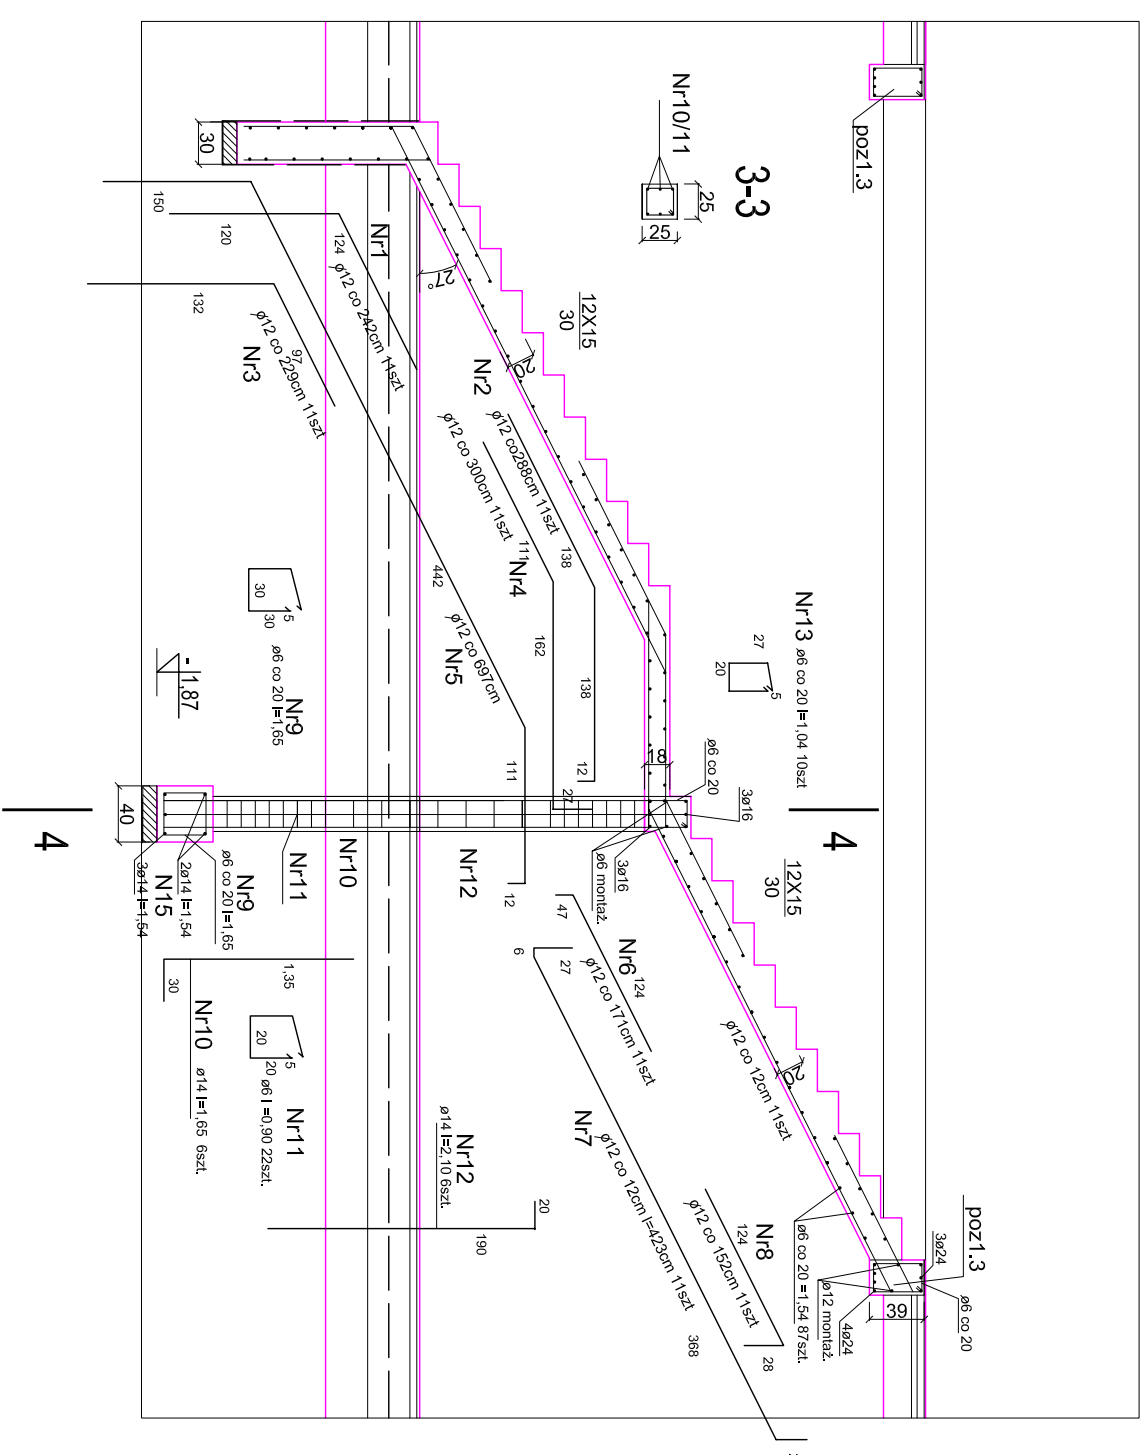 poz1.3
3-3
Nr10/11
25
25
30
12X15
30
27°
20
150
120
124
Nr1
ø12 co 242cm 11szt
132
97
ø12 co 229cm 11szt
Nr3
Nr2
ø12 co288cm 11szt
138
138
12
ø12 co 300cm 11szt
111
Nr4
162
27
442
ø12 co 697cm
Nr5
111
12
Nr13 ø6 co 20 l=1,04 10szt
27
20
5
30
30
5
Nr9
ø6 co 20 l=1,65
-1,87
18
ø6 co 20
3ø16
4
4
40
3ø16
ø6 montaż.
12X15
30
Nr12
Nr10
Nr11
Nr9
ø6 co 20 l=1,65
2ø14 l=1,54
N15
3ø14 l=1,54
47
Nr6
124
ø12 co 171cm 11szt
6
27
Nr7
ø12 co 12cm l=423cm 11szt
368
ø12 co 12cm 11szt
20
1,35
30
Nr10 ø14 l=1,65 6szt.
20
20
5
Nr11
ø6 l =0,90 22szt.
Nr12
ø14 l=2,10 6szt.
20
190
Nr8
124
ø12 co 152cm 11szt
28
poz1.3
3ø24
ø6 co 20
39
4ø24
ø12 montaż.
ø6 co 20 =1,54 87szt.